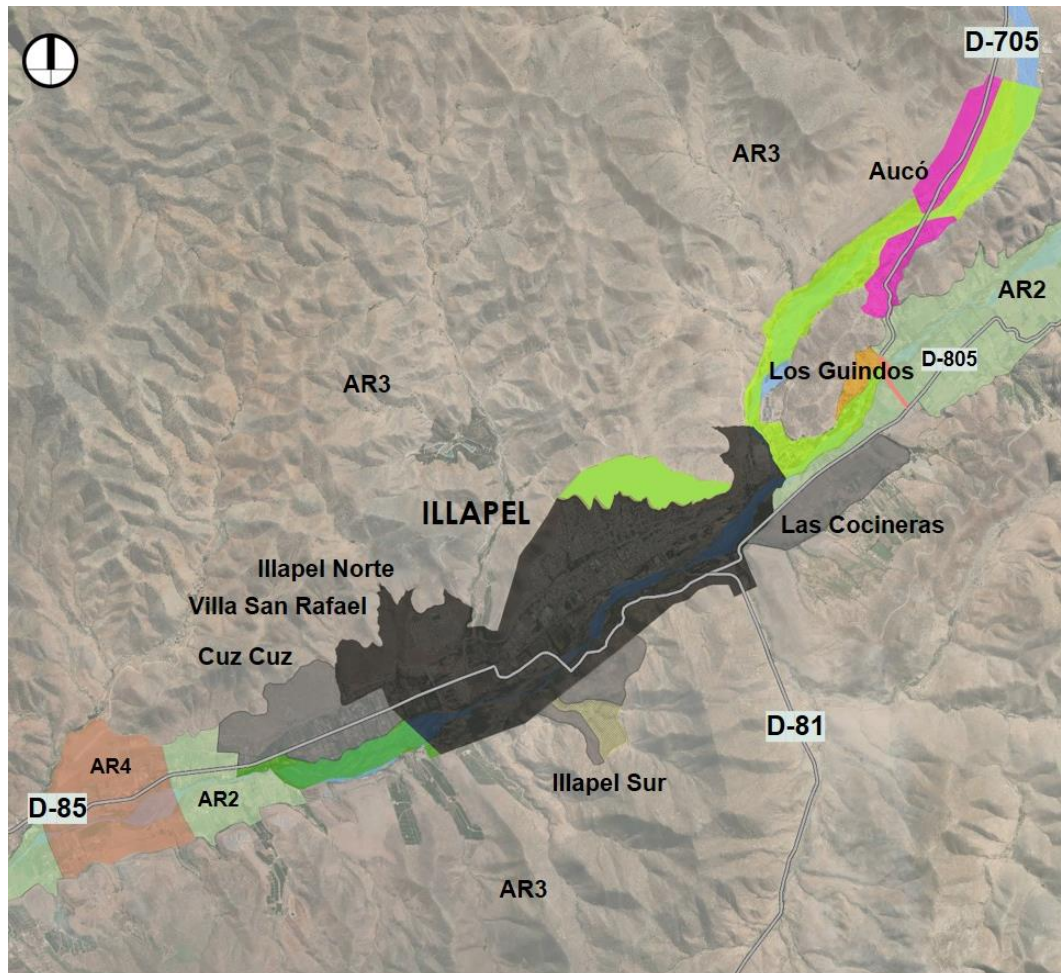 D-705
AR3
Aucó
AR2
D-805
Los Guindos
AR3
ILLAPEL
Las Cocineras
Illapel Norte
Villa San Rafael
Cuz Cuz
D-81
AR4
Illapel Sur
AR2
D-85
AR3